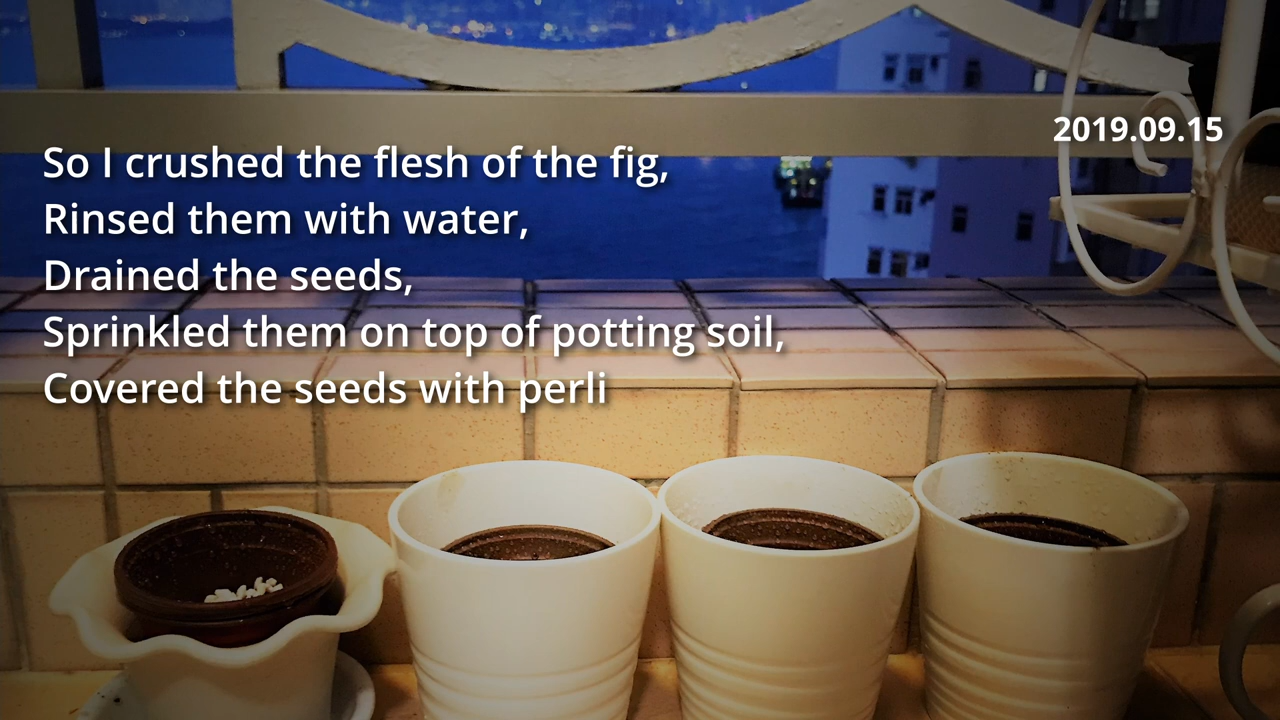 2019.09.15
So I crushed the flesh of the fig,
Rinsed them with water,
Drained the seeds,
Sprinkled them on top of potting soil,
Covered the seeds with perli